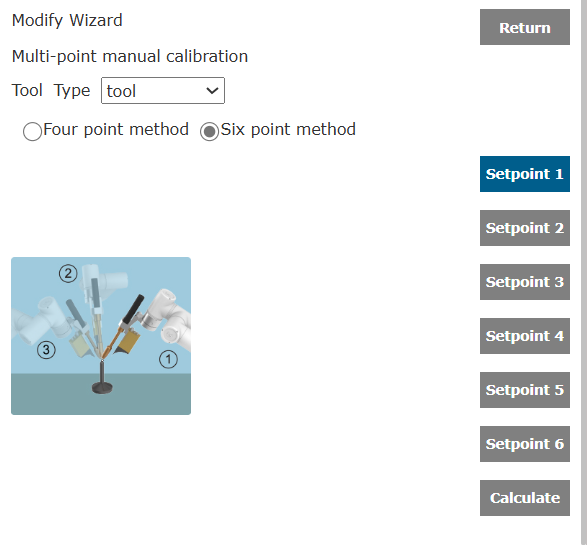 Modify Wizard
Return
Multi-point manual calibration
Tool Type tool
Four point method Six point method
Setpoint 1
Setpoint 2
Setpoint 3
Setpoint 4
Setpoint 5
Setpoint 6
Calculate
2
3
1